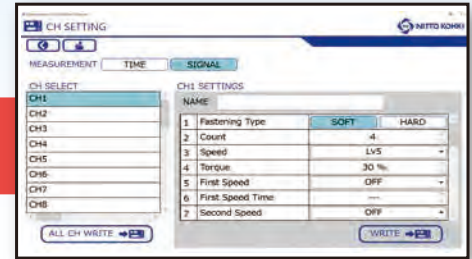 CH SETTING
NITTO KOHKI
MEASUREMENT TIME SIGNAL
CH SELECT
CH1
CH2
CH3
CH4
CH5
CH6
CH7
CH8
ALL CH WRITE
CH1 SETTINGS
NAME
1 Fastening Type SOFT HARD
2 Count 4
3 Speed LV5
4 Torque 30 %
5 First Speed OFF
6 First Speed Time ---
7 Second Speed OFF
WRITE